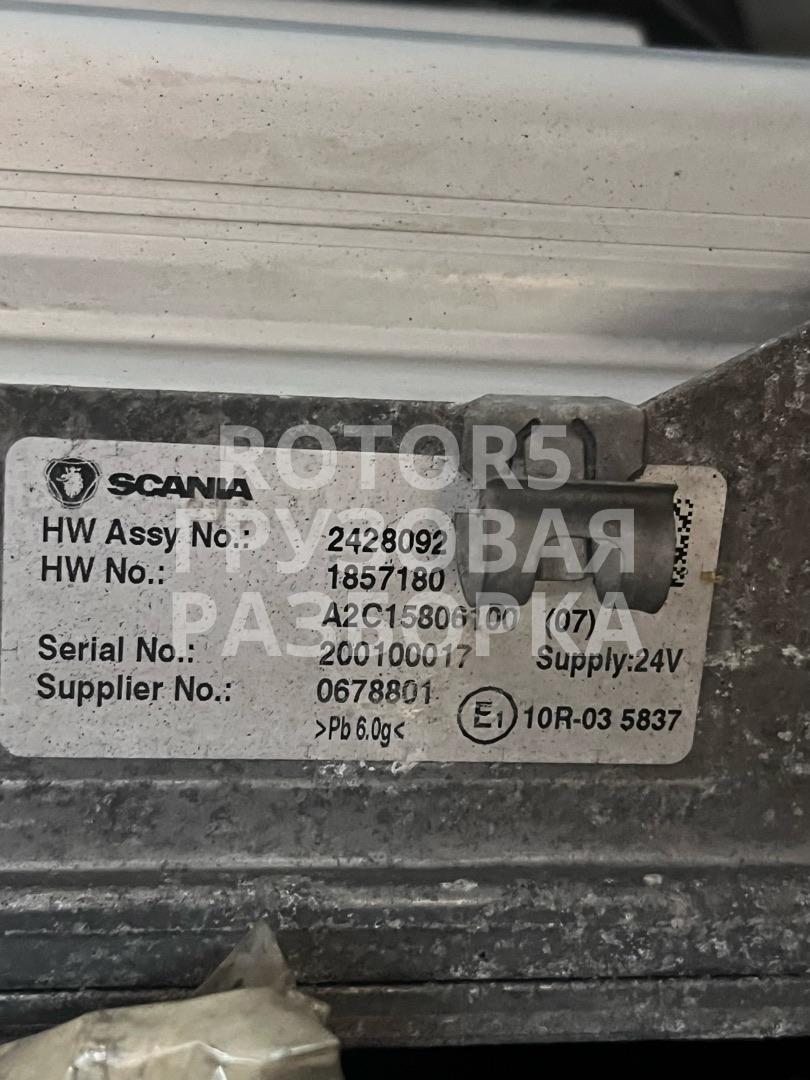 SCANIA
HW Assy No.: 2428092
HW No.: 1857180
A2C15806100 (07)
Serial No.: 200100017 Supply:24V
Supplier No.: 0678801
>Pb 6,0g< E1 10R-03 5837
ROTOR5
ГРУЗОВАЯ
РАЗБОРКА